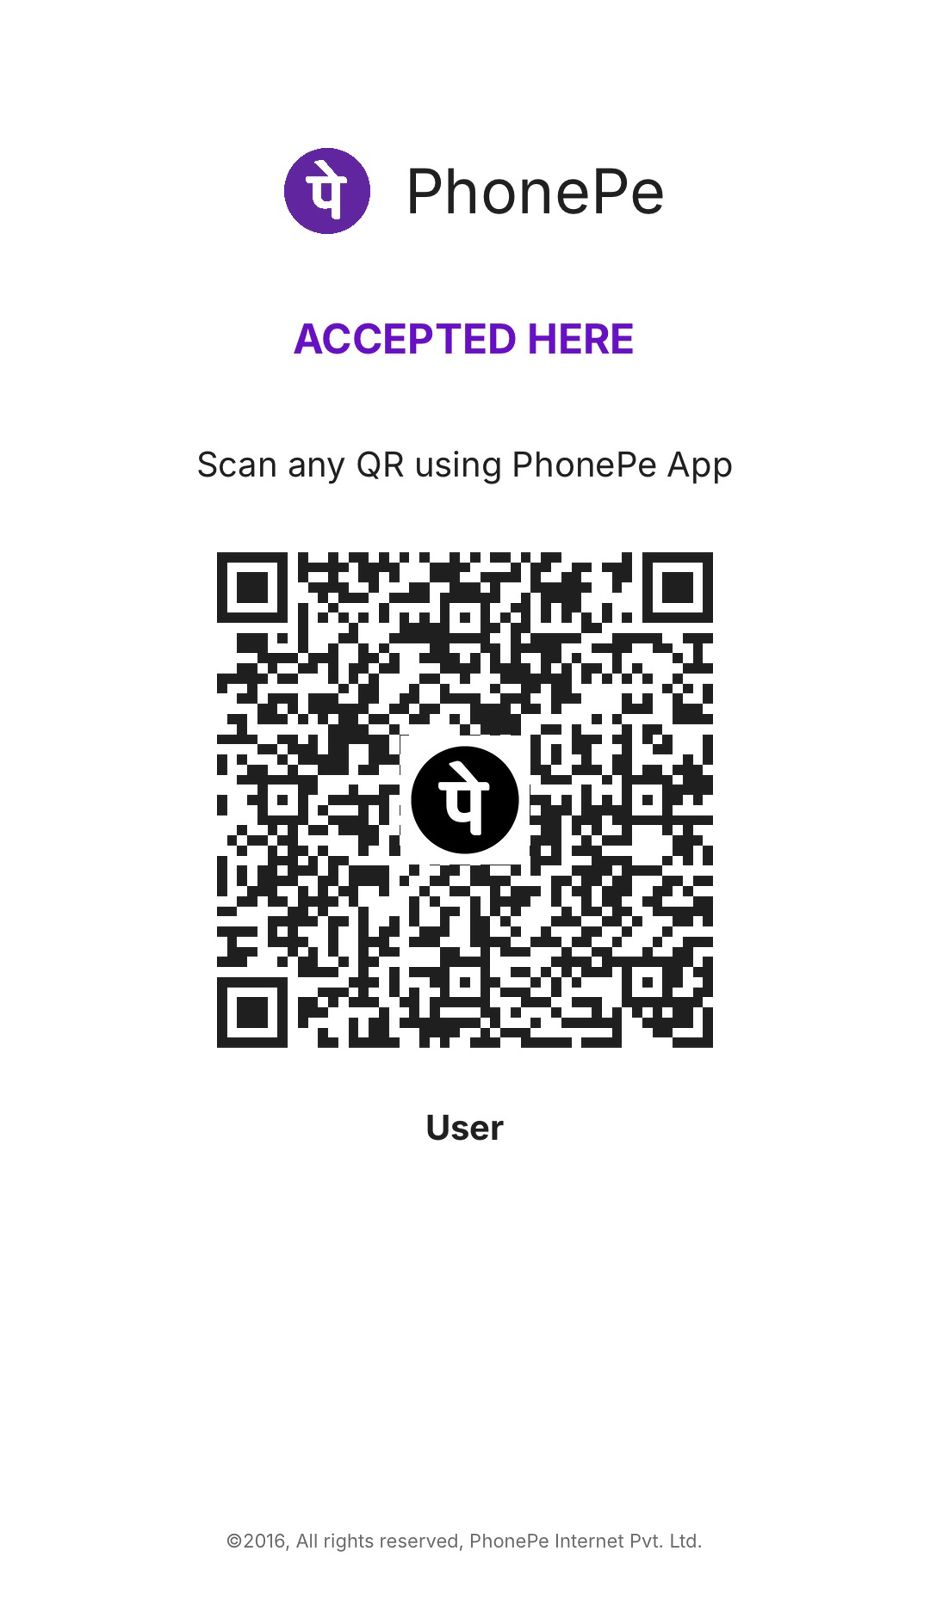 पे PhonePe
ACCEPTED HERE
Scan any QR using PhonePe App
पे
User
©2016, All rights reserved, PhonePe Internet Pvt. Ltd.